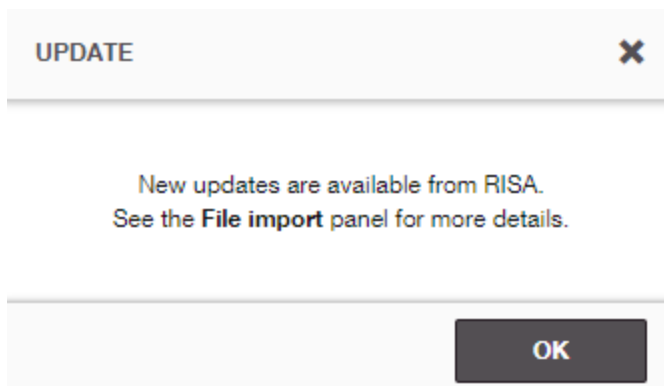 UPDATE
New updates are available from RISA.
See the File import panel for more details.
OK